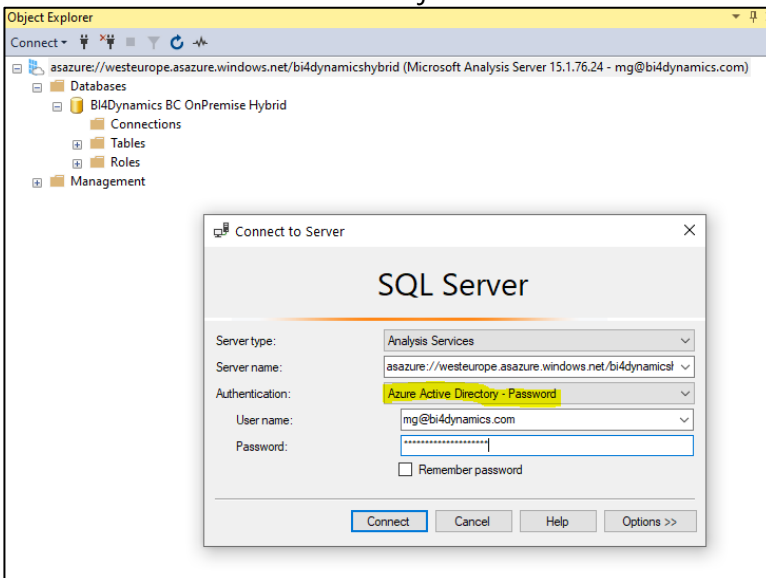 Object Explorer
Connect
asazure://westeurope.asazure.windows.net/bi4dynamicshybrid (Microsoft Analysis Server 15.1.76.24 - mg@bi4dynamics.com)
Databases
BI4Dynamics BC OnPremise Hybrid
Connections
Tables
Roles
Management
Connect to Server
SQL Server
Server type: Analysis Services
Server name: asazure://westeurope.asazure.windows.net/bi4dynamicsh
Authentication: Azure Active Directory - Password
User name: mg@bi4dynamics.com
Password: ********************
Remember password
Connect Cancel Help Options >>